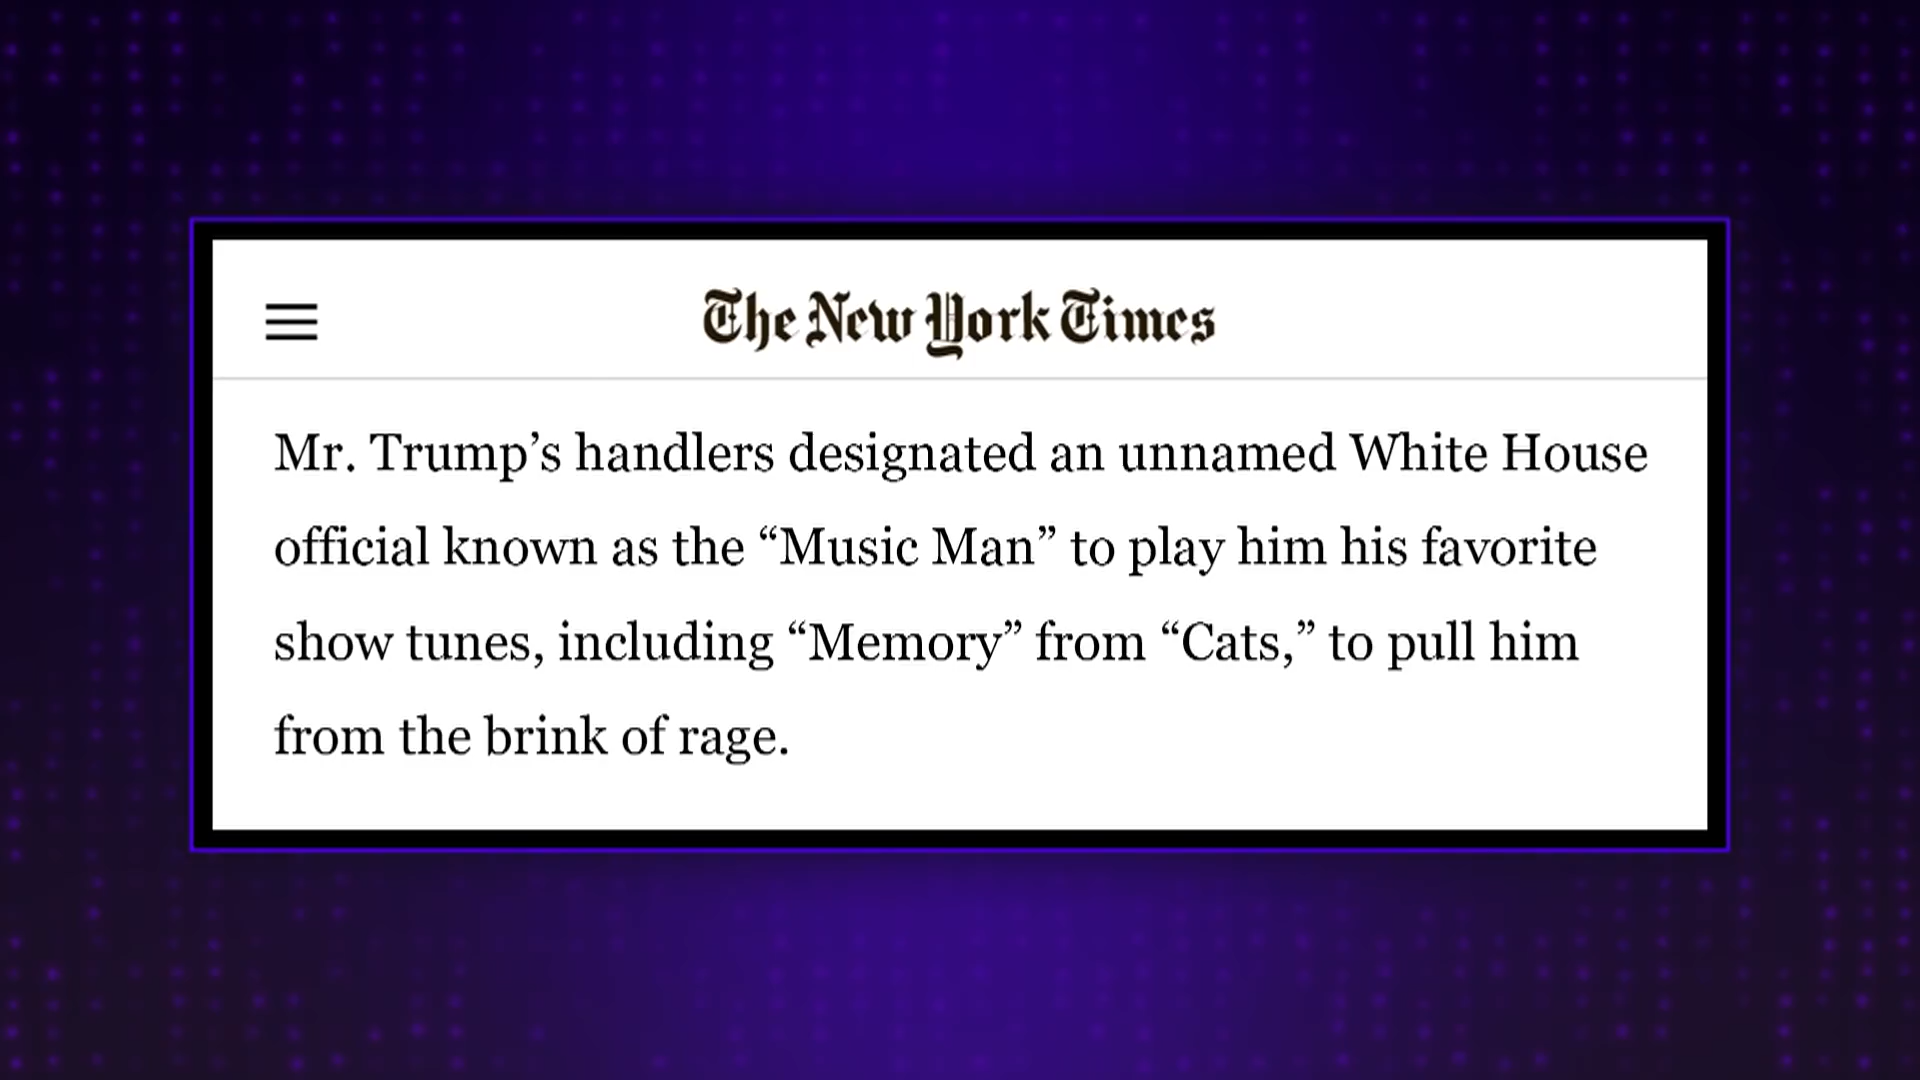 The New York Times
Mr. Trump’s handlers designated an unnamed White House
official known as the “Music Man” to play him his favorite
show tunes, including “Memory” from “Cats,” to pull him
from the brink of rage.